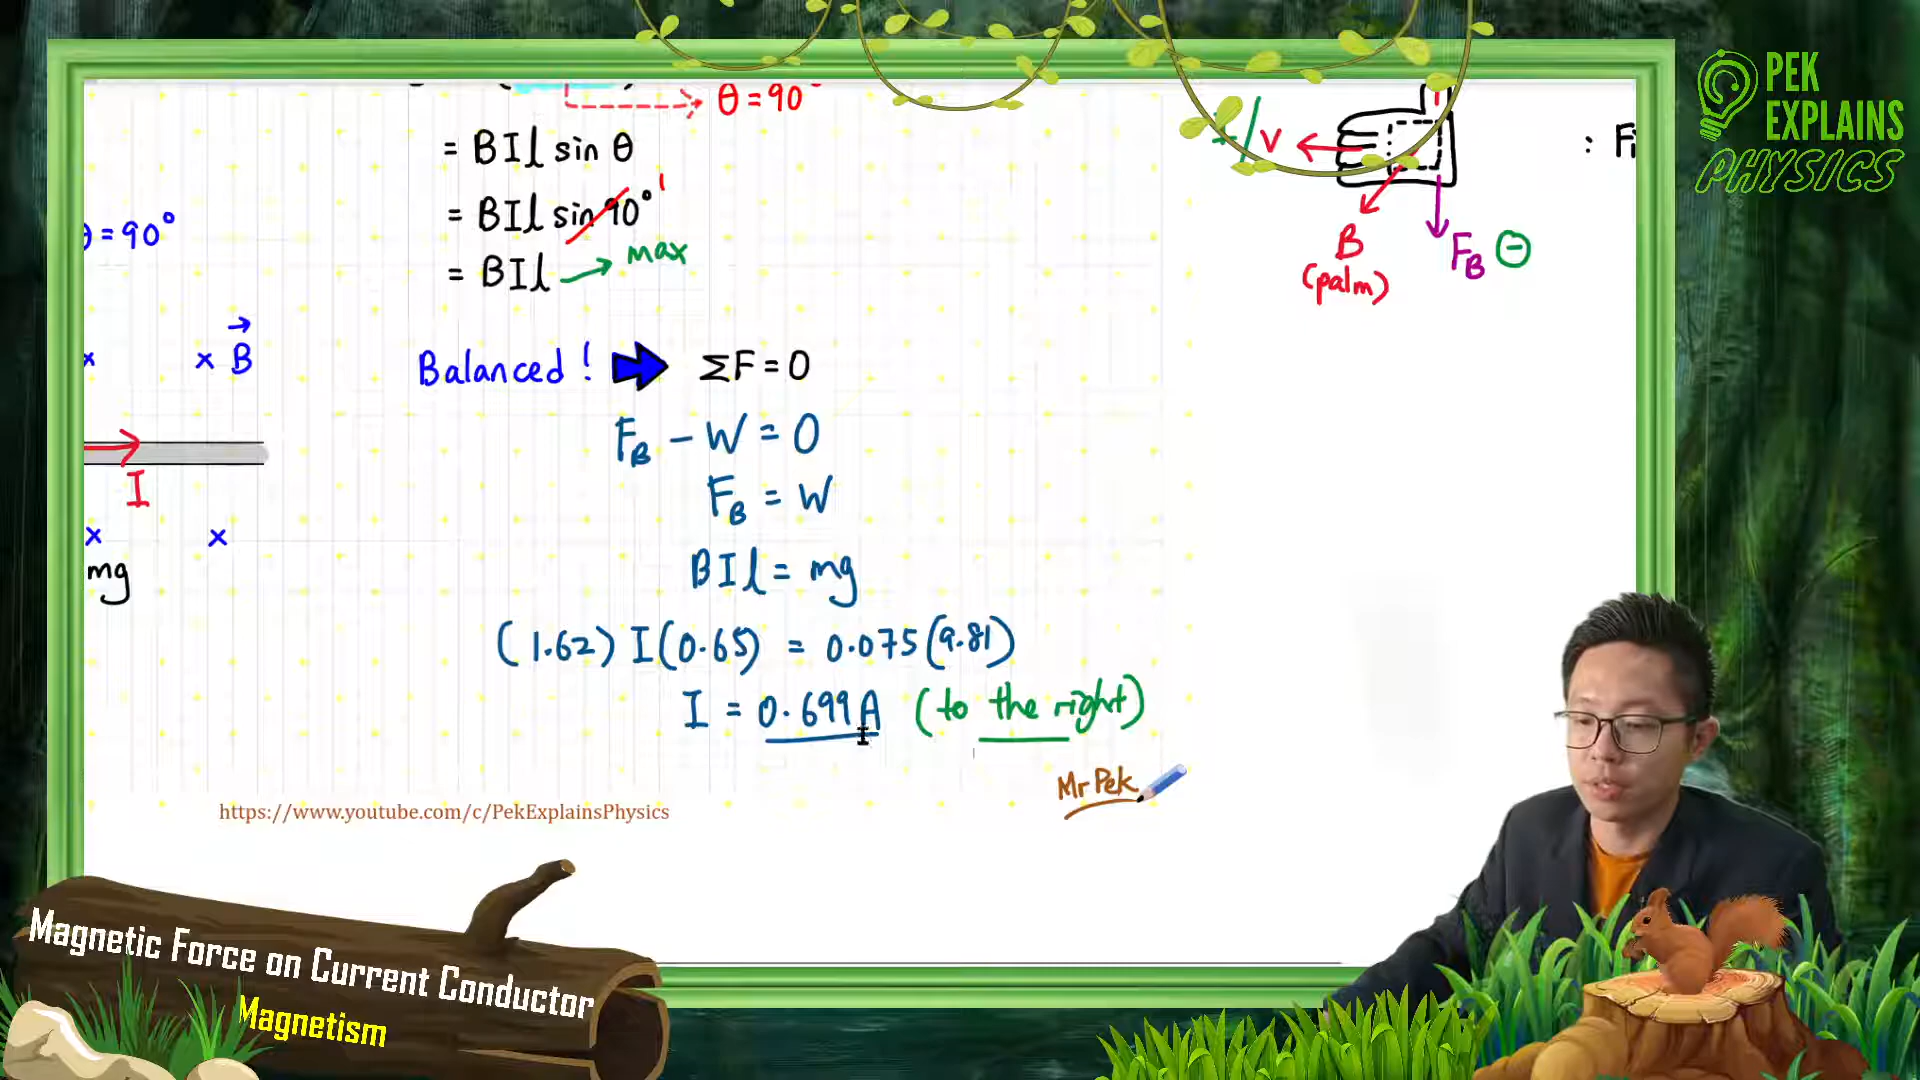 θ = 90°
= BIl sin θ
= BIl sin 90° 1
= BIl max
θ = 90°
x x B
I
x x
mg
Balanced! ΣF = 0
F_B - W = 0
F_B = W
BIl = mg
(1.62) I (0.65) = 0.075 (9.81)
I = 0.699 A (to the right)
Mr Pek
https://www.youtube.com/c/PekExplainsPhysics
/ v
B
(palm)
F_B ⊖
PEK
EXPLAINS
PHYSICS
Magnetic Force on Current Conductor
Magnetism